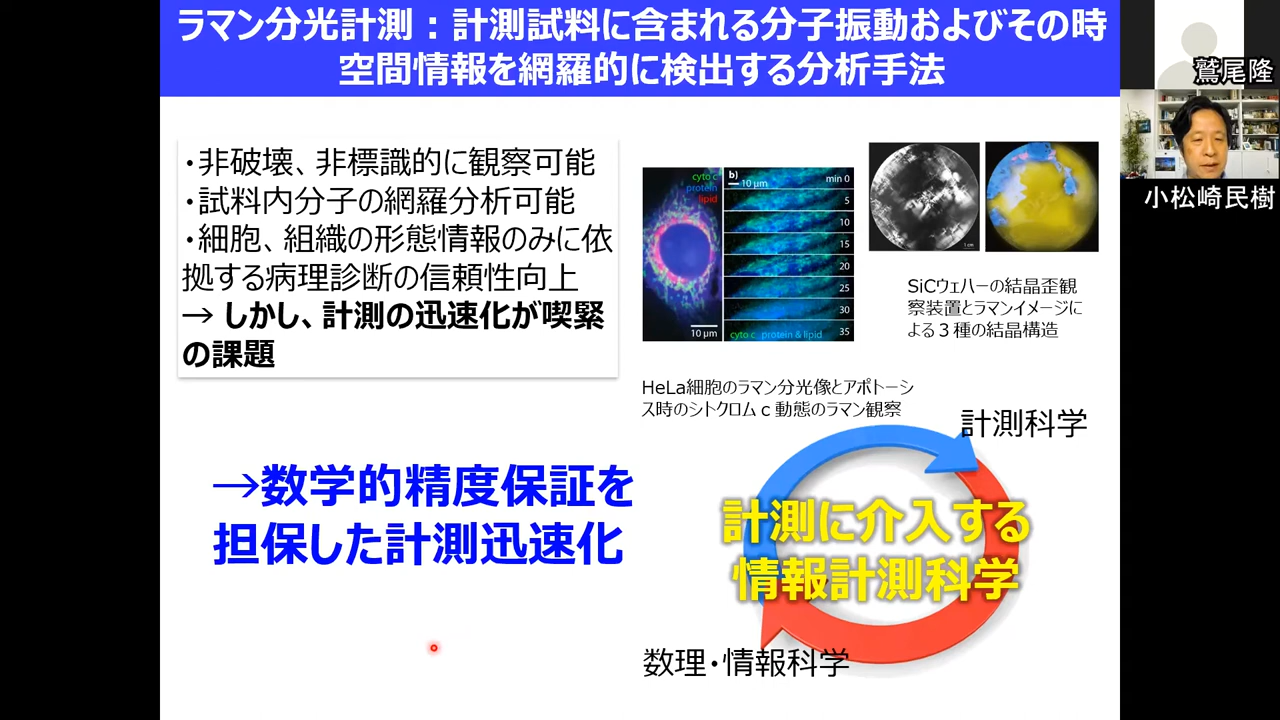 ラマン分光計測：計測試料に含まれる分子振動およびその時
空間情報を網羅的に検出する分析手法
・非破壊、非標識的に観察可能
・試料内分子の網羅分析可能
・細胞、組織の形態情報のみに依
拠する病理診断の信頼性向上
→ しかし、計測の迅速化が喫緊
の課題
cyto c
protein
lipid
10 µm
b)
10 µm
min 0
5
10
15
20
25
30
35
cyto c protein & lipid
1 cm
SiCウェハーの結晶歪観
察装置とラマンイメージに
よる３種の結晶構造
HeLa細胞のラマン分光像とアポトーシ
ス時のシトクロムｃ動態のラマン観察
→数学的精度保証を
担保した計測迅速化
計測科学
計測に介入する
情報計測科学
数理・情報科学
鷲尾隆
小松崎民樹